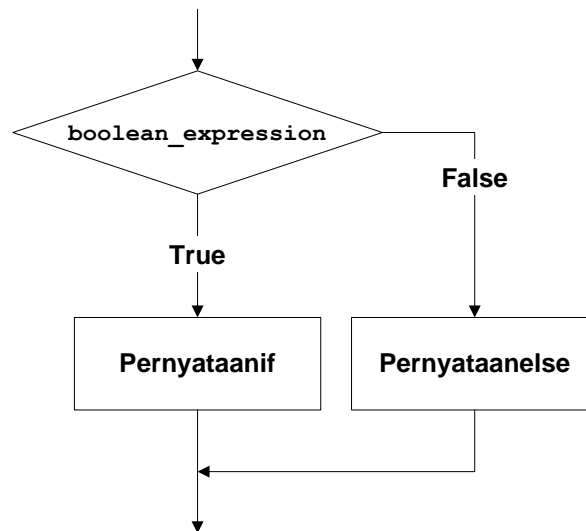 boolean_expression
False
True
Pernyataanif
Pernyataanelse